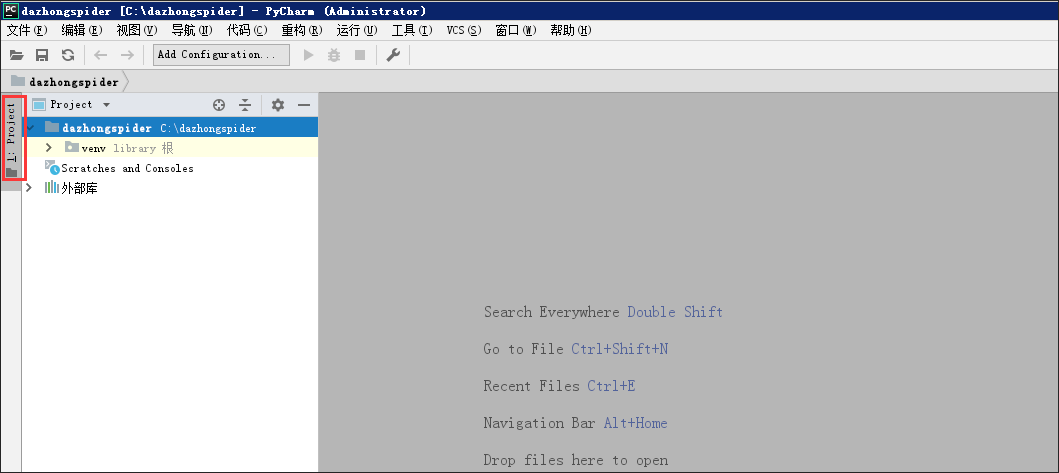 PC dazhongspider [C:\dazhongspider] - PyCharm (Administrator)
文件(F) 编辑(E) 视图(V) 导航(N) 代码(C) 重构(R) 运行(U) 工具(T) VCS(S) 窗口(W) 帮助(H)
Add Configuration...
dazhongspider
1: Project
Project
dazhongspider C:\dazhongspider
venv library 根
Scratches and Consoles
外部库
Search Everywhere Double Shift
Go to File Ctrl+Shift+N
Recent Files Ctrl+E
Navigation Bar Alt+Home
Drop files here to open